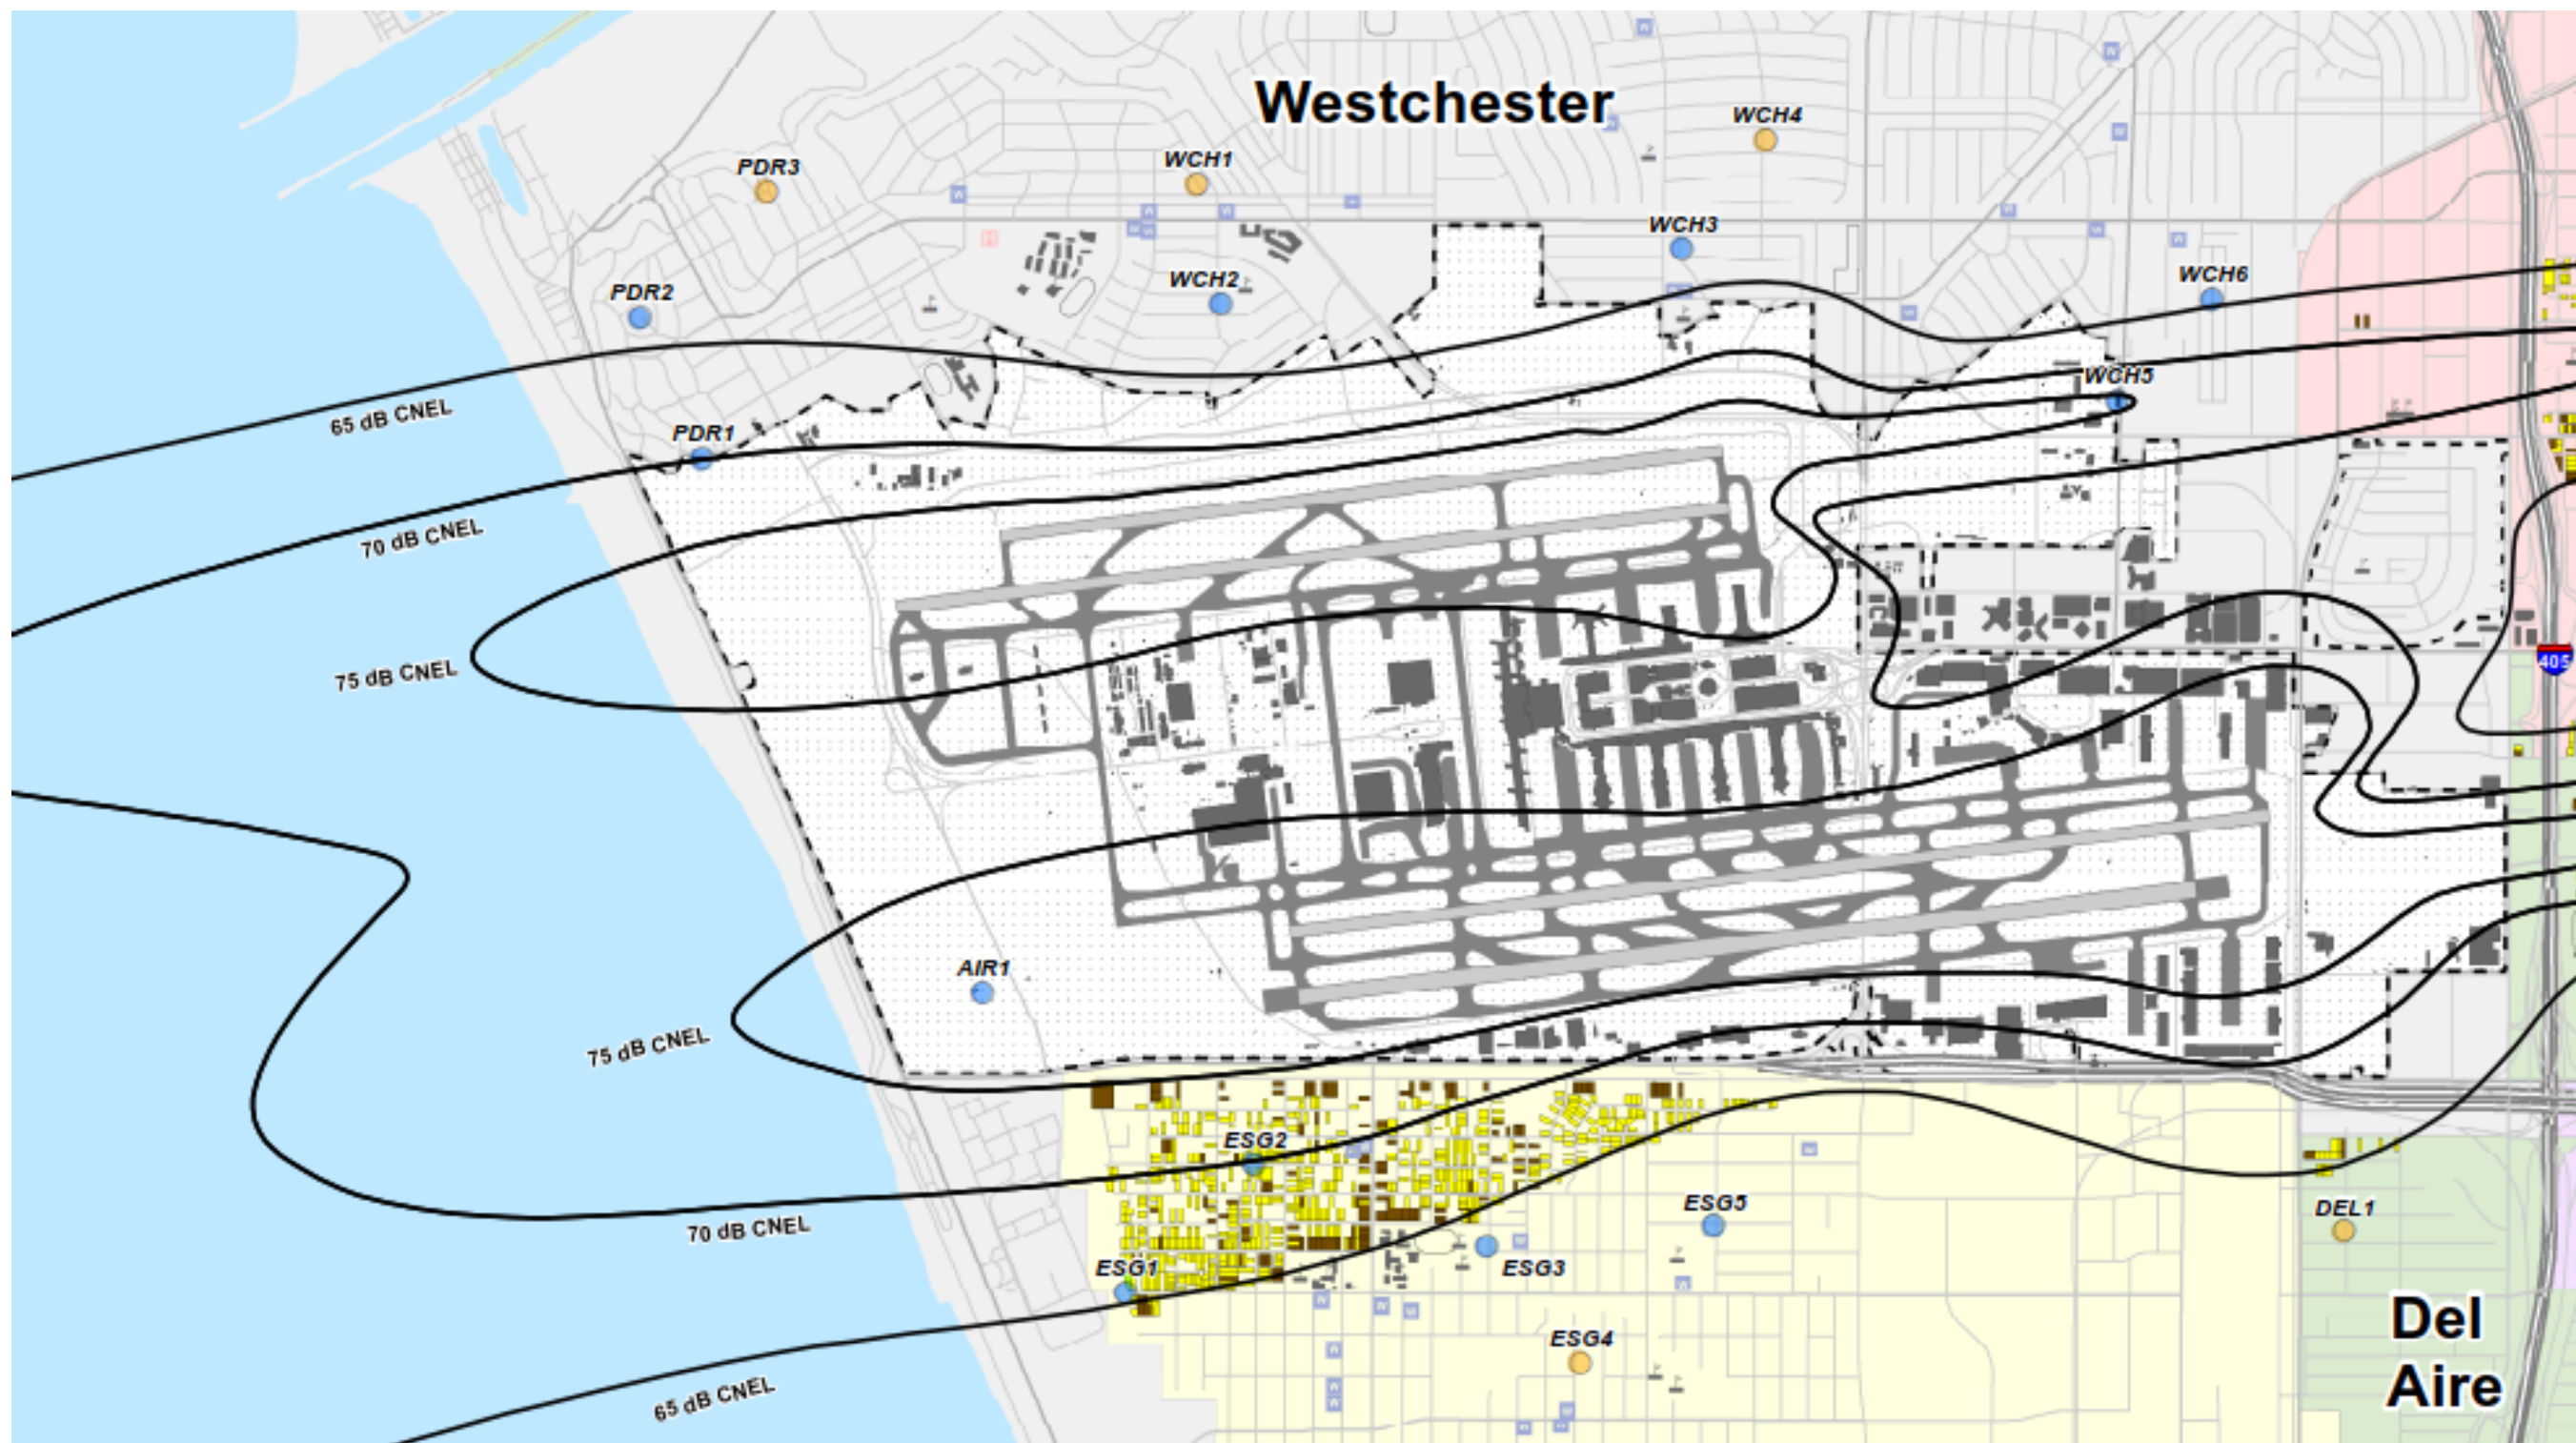 Westchester
WCH4
PDR3
WCH1
WCH3
WCH2
WCH6
PDR2
WCH5
65 dB CNEL
PDR1
70 dB CNEL
75 dB CNEL
405
AIR1
75 dB CNEL
ESG2
70 dB CNEL
ESG5
DEL1
ESG1
ESG3
ESG4
65 dB CNEL
Del
Aire